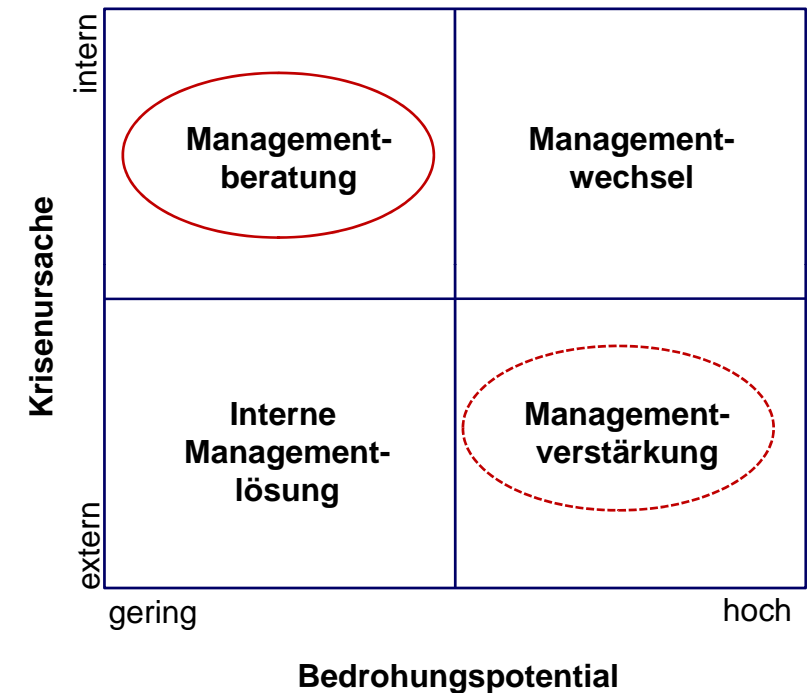 intern
Management-
beratung
Management-
wechsel
Krisenursache
Interne
Management-
lösung
Management-
verstärkung
extern
gering
hoch
Bedrohungspotential